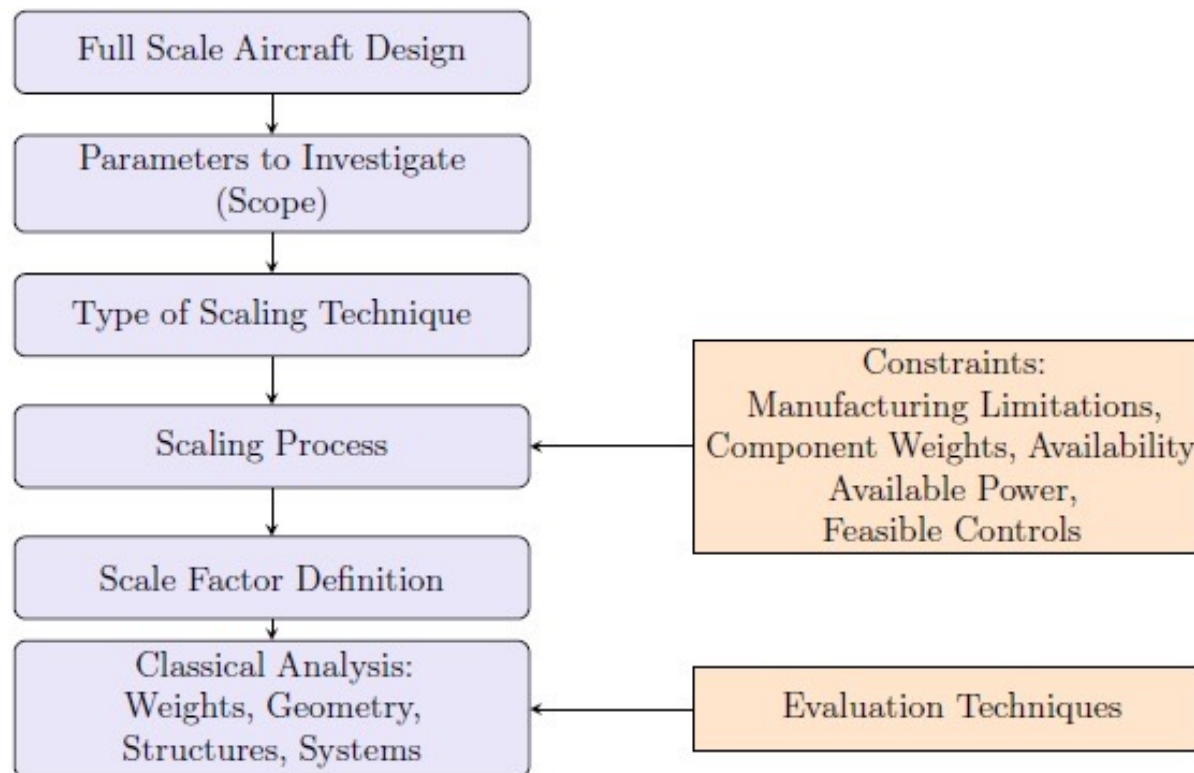 Full Scale Aircraft Design
Parameters to Investigate
(Scope)
Type of Scaling Technique
Scaling Process
Constraints:
Manufacturing Limitations,
Component Weights, Availability
Available Power,
Feasible Controls
Scale Factor Definition
Classical Analysis:
Weights, Geometry,
Structures, Systems
Evaluation Techniques